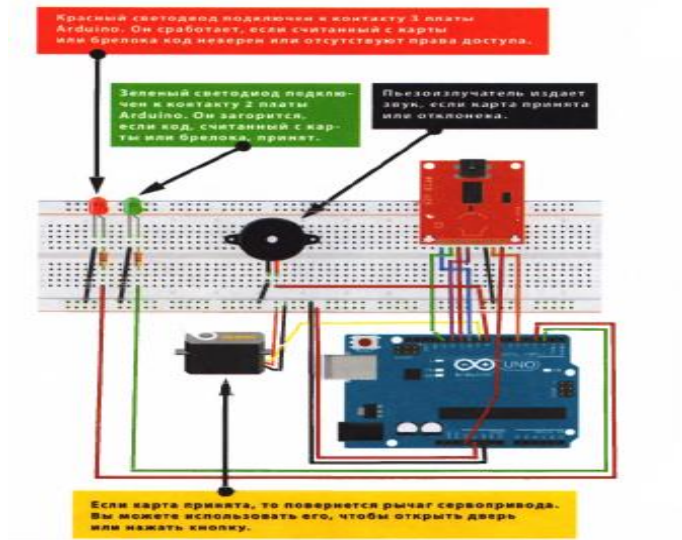 Красный светодиод подключен к контакту 3 платы
Arduino. Он сработает, если считанный с карты
или брелока код неверен или отсутствуют права доступа.
Зеленый светодиод подклю-
чен к контакту 2 платы
Arduino. Он загорится,
если код, считанный с кар-
ты или брелока, принят.
Пьезоизлучатель издает
звук, если карта принята
или отклонена.
UNO
Если карта принята, то повернется рычаг сервопривода.
Вы можете использовать его, чтобы открыть дверь
или нажать кнопку.